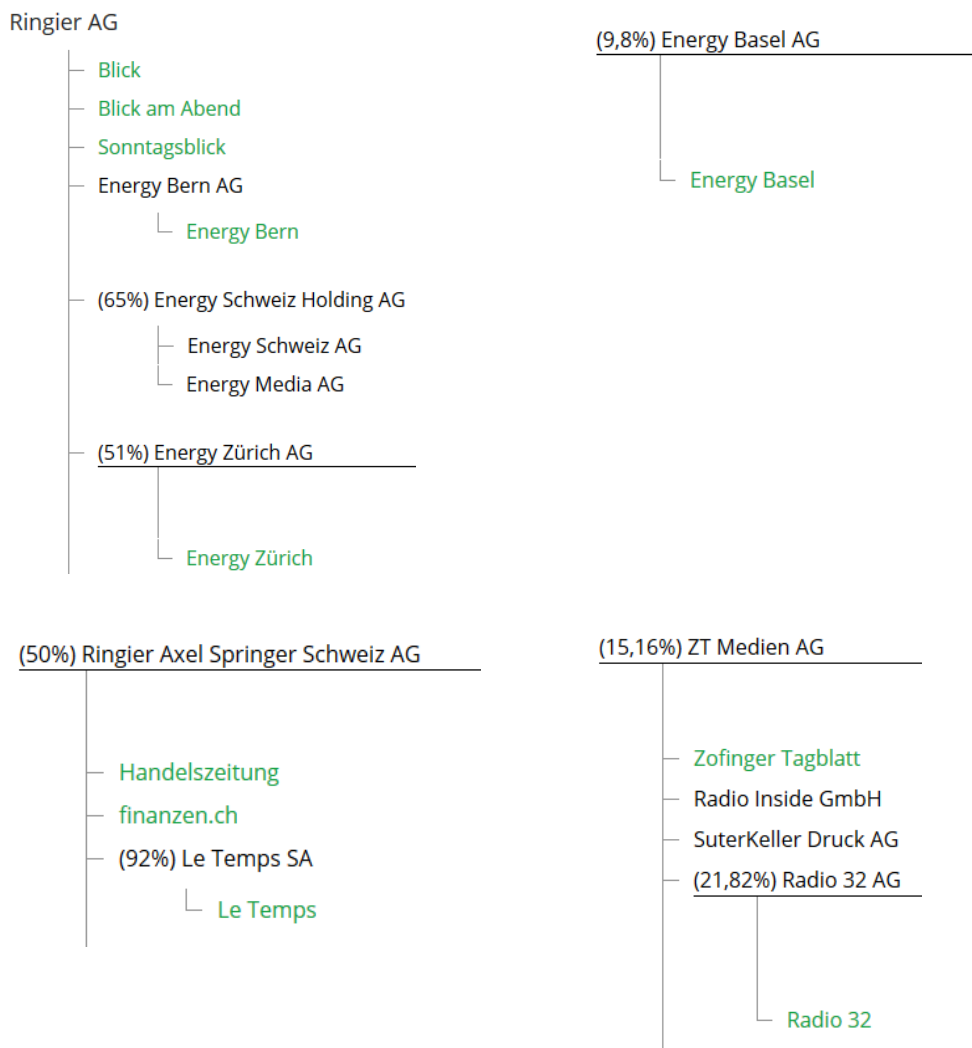 Ringier AG
Blick
Blick am Abend
Sonntagsblick
Energy Bern AG
Energy Bern
(65%) Energy Schweiz Holding AG
Energy Schweiz AG
Energy Media AG
(51%) Energy Zürich AG
Energy Zürich
(9,8%) Energy Basel AG
Energy Basel
(50%) Ringier Axel Springer Schweiz AG
Handelszeitung
finanzen.ch
(92%) Le Temps SA
Le Temps
(15,16%) ZT Medien AG
Zofinger Tagblatt
Radio Inside GmbH
SuterKeller Druck AG
(21,82%) Radio 32 AG
Radio 32